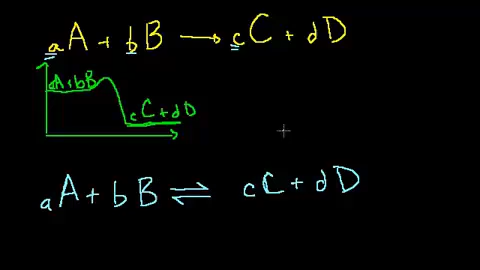 aA + bB → cC + dD
aA+bB
cC+dD
aA + bB ⇌ cC + dD